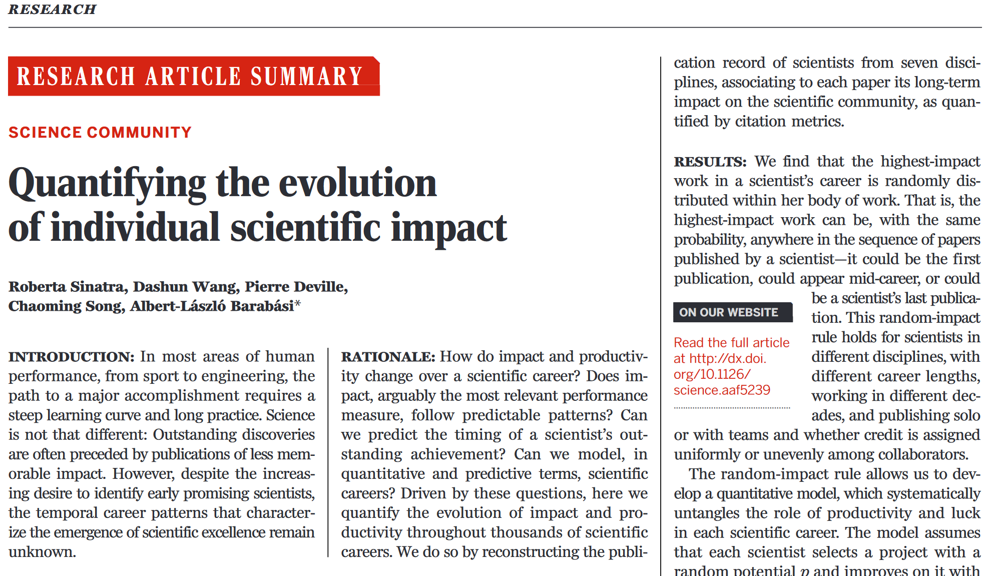 RESEARCH
RESEARCH ARTICLE SUMMARY
SCIENCE COMMUNITY
Quantifying the evolution
of individual scientific impact
Roberta Sinatra, Dashun Wang, Pierre Deville,
Chaoming Song, Albert-László Barabási*
INTRODUCTION: In most areas of human
performance, from sport to engineering, the
path to a major accomplishment requires a
steep learning curve and long practice. Science
is not that different: Outstanding discoveries
are often preceded by publications of less mem-
orable impact. However, despite the increas-
ing desire to identify early promising scientists,
the temporal career patterns that character-
ize the emergence of scientific excellence remain
unknown.
RATIONALE: How do impact and productiv-
ity change over a scientific career? Does im-
pact, arguably the most relevant performance
measure, follow predictable patterns? Can
we predict the timing of a scientist’s out-
standing achievement? Can we model, in
quantitative and predictive terms, scientific
careers? Driven by these questions, here we
quantify the evolution of impact and pro-
ductivity throughout thousands of scientific
careers. We do so by reconstructing the publi-
cation record of scientists from seven disci-
plines, associating to each paper its long-term
impact on the scientific community, as quan-
tified by citation metrics.
RESULTS: We find that the highest-impact
work in a scientist’s career is randomly dis-
tributed within her body of work. That is, the
highest-impact work can be, with the same
probability, anywhere in the sequence of papers
published by a scientist—it could be the first
publication, could appear mid-career, or could
be a scientist’s last publica-
tion. This random-impact
rule holds for scientists in
different disciplines, with
different career lengths,
working in different dec-
ades, and publishing solo
or with teams and whether credit is assigned
uniformly or unevenly among collaborators.
The random-impact rule allows us to dev-
elop a quantitative model, which systematically
untangles the role of productivity and luck
in each scientific career. The model assumes
that each scientist selects a project with a
random potential p and improves on it with
ON OUR WEBSITE
Read the full article
at http://dx.doi.
org/10.1126/
science.aaf5239